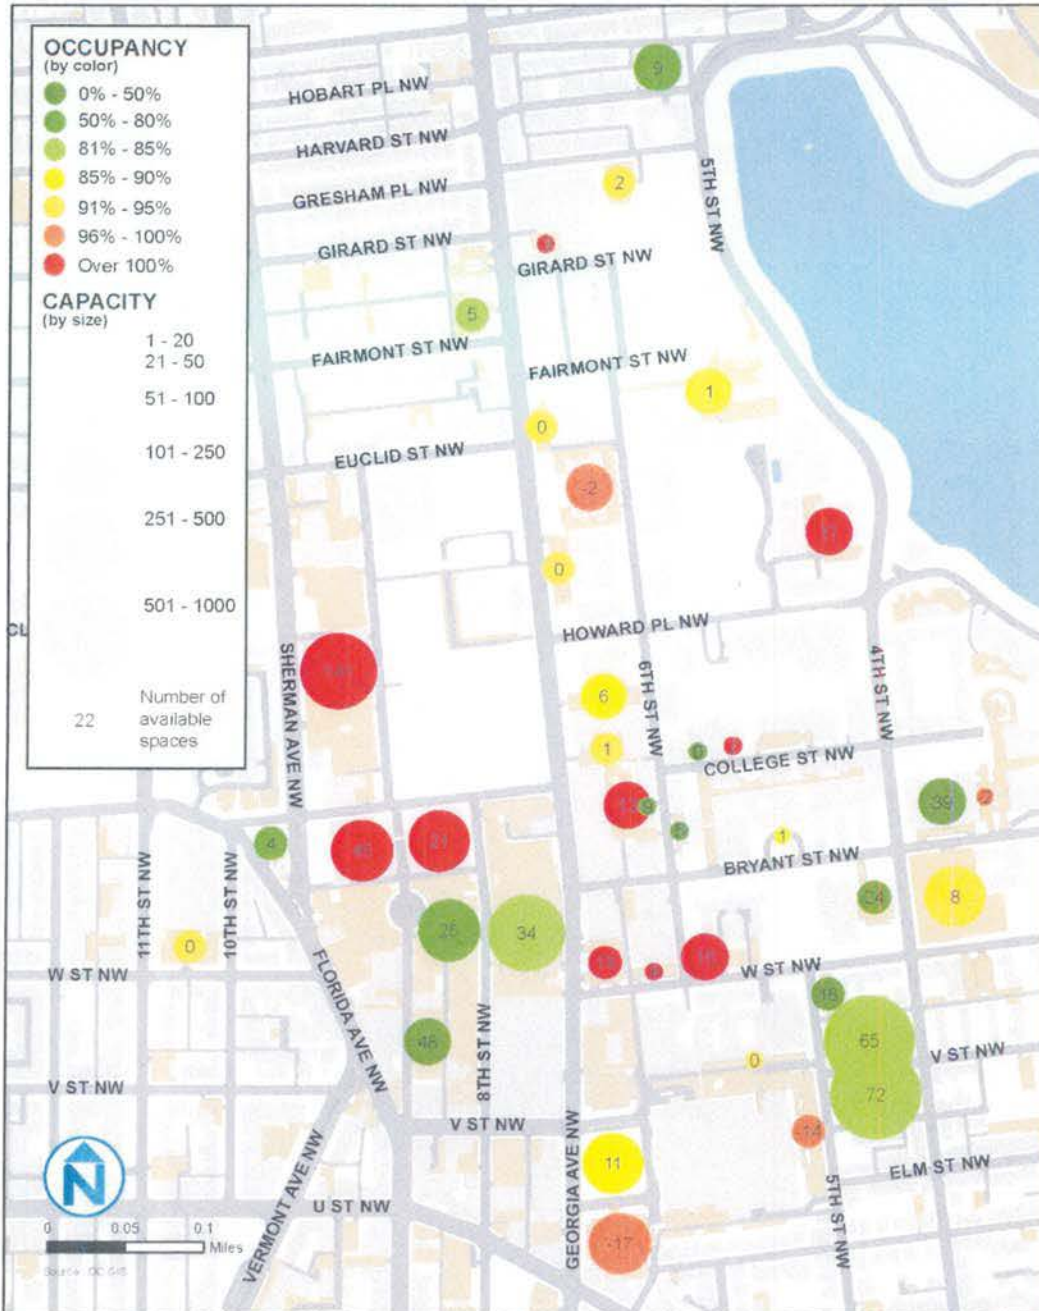 OCCUPANCY
(by color)
0% - 50%
50% - 80%
81% - 85%
85% - 90%
91% - 95%
96% - 100%
Over 100%
CAPACITY
(by size)
1 - 20
21 - 50
51 - 100
101 - 250
251 - 500
501 - 1000
22
Number of
available
spaces
HOBART PL NW
9
HARVARD ST NW
5TH ST NW
2
GRESHAM PL NW
GIRARD ST NW
GIRARD ST NW
5
FAIRMONT ST NW
FAIRMONT ST NW
1
0
EUCLID ST NW
-2
0
HOWARD PL NW
CL
SHERMAN AVE NW
6TH ST NW
4TH ST NW
6
1
0
COLLEGE ST NW
9
39
4
1
BRYANT ST NW
24
8
11TH ST NW
10TH ST NW
0
26
34
W ST NW
W ST NW
FLORIDA AVE NW
8TH ST NW
48
16
65
0
V ST NW
72
V ST NW
V ST NW
-14
GEORGIA AVE NW
11
ELM ST NW
5TH ST NW
VERMONT AVE NW
U ST NW
-17
N
0 0.05 0.1
Miles